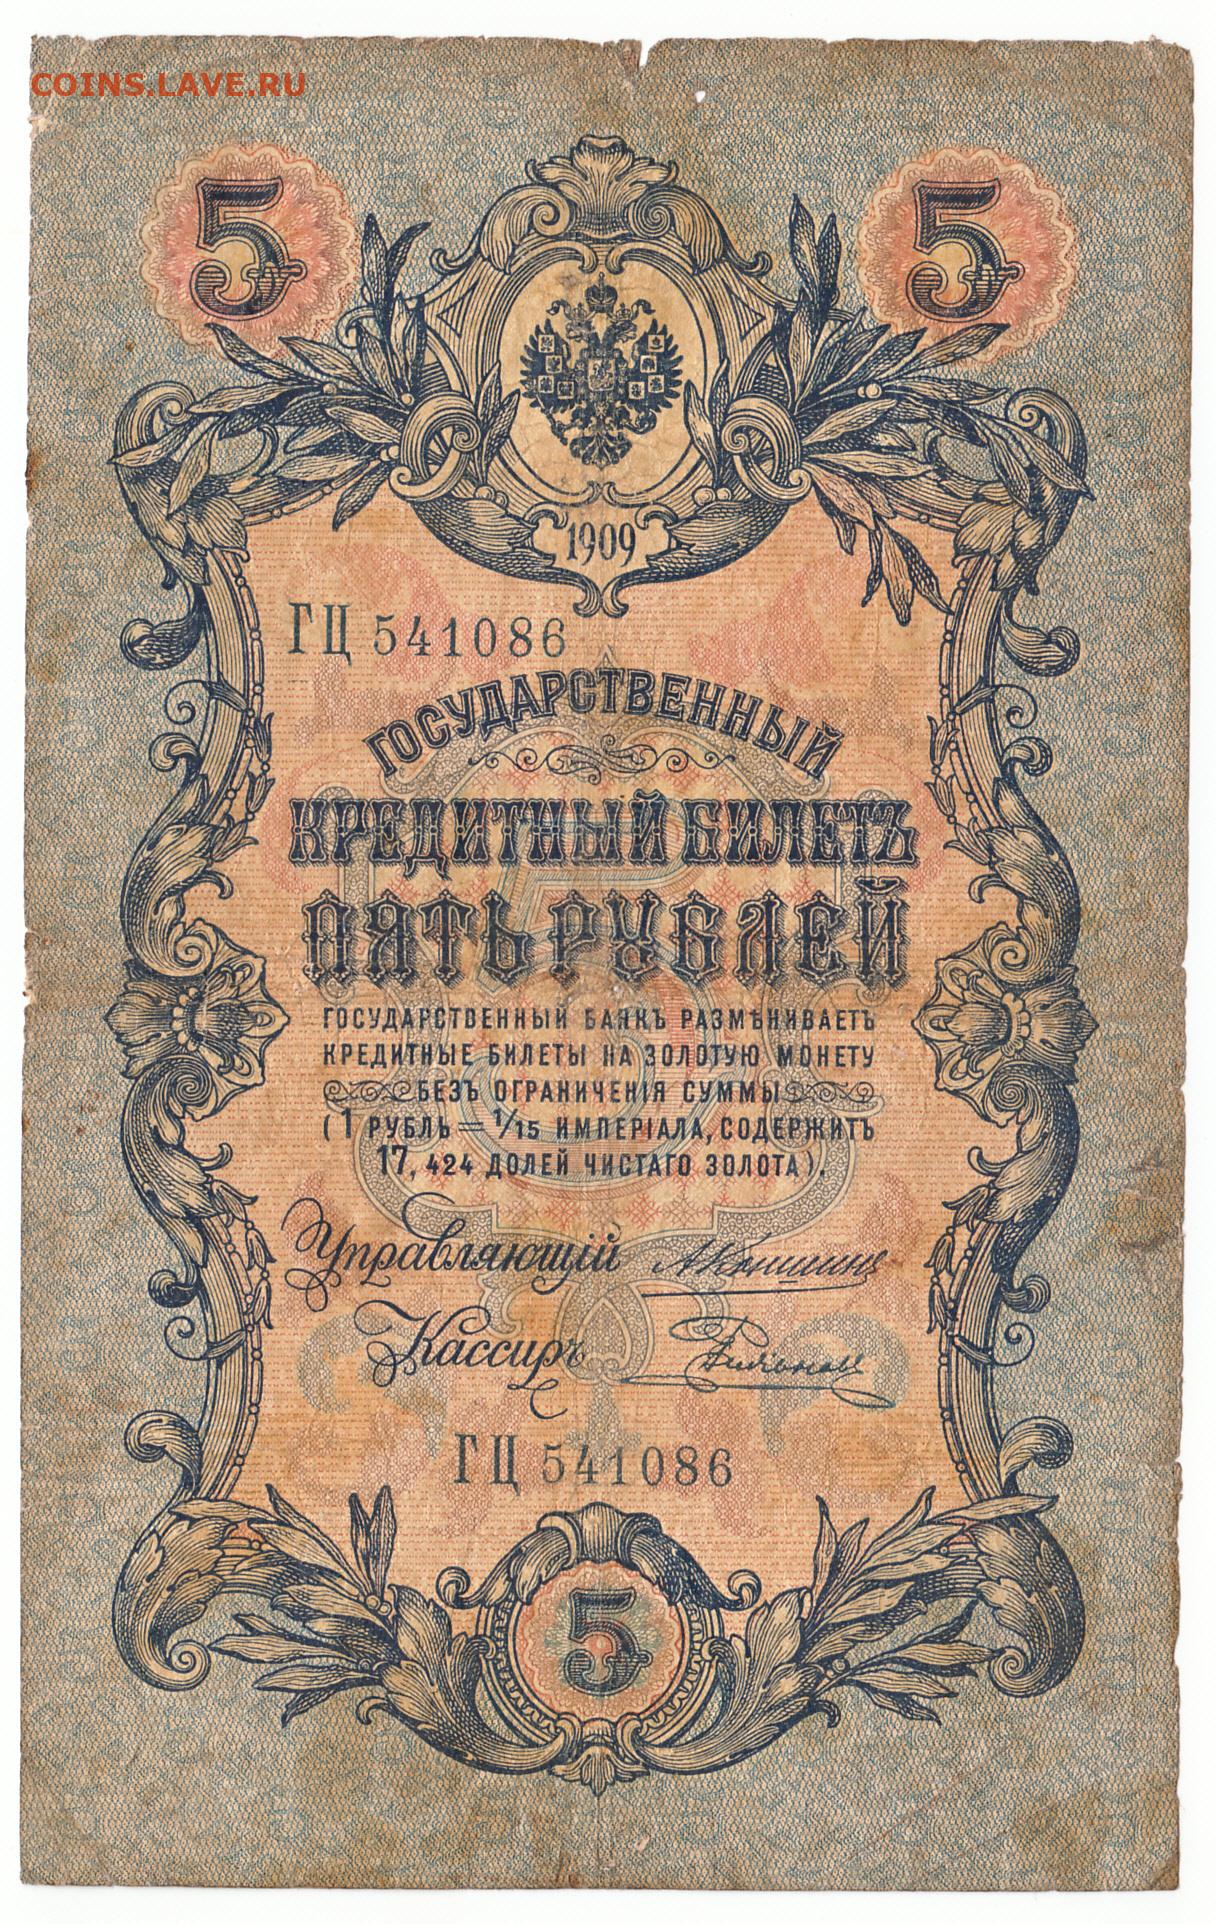 COINS.LAVE.RU
5 5
1909
ГЦ 541086
ГОСУДАРСТВЕННЫЙ
КРЕДИТНЫЙ БИЛЕТЪ
ПЯТЬ РУБЛЕЙ
ГОСУДАРСТВЕННЫЙ БАНКЪ РАЗМѢНИВАЕТЪ
КРЕДИТНЫЕ БИЛЕТЫ НА ЗОЛОТУЮ МОНЕТУ
БЕЗЪ ОГРАНИЧЕНІЯ СУММЫ
(1 РУБЛЬ = 1/15 ИМПЕРІАЛА, СОДЕРЖИТЪ
17,424 ДОЛЕЙ ЧИСТАГО ЗОЛОТА).
Управляющій АКоншинъ
Кассиръ
ГЦ 541086
5